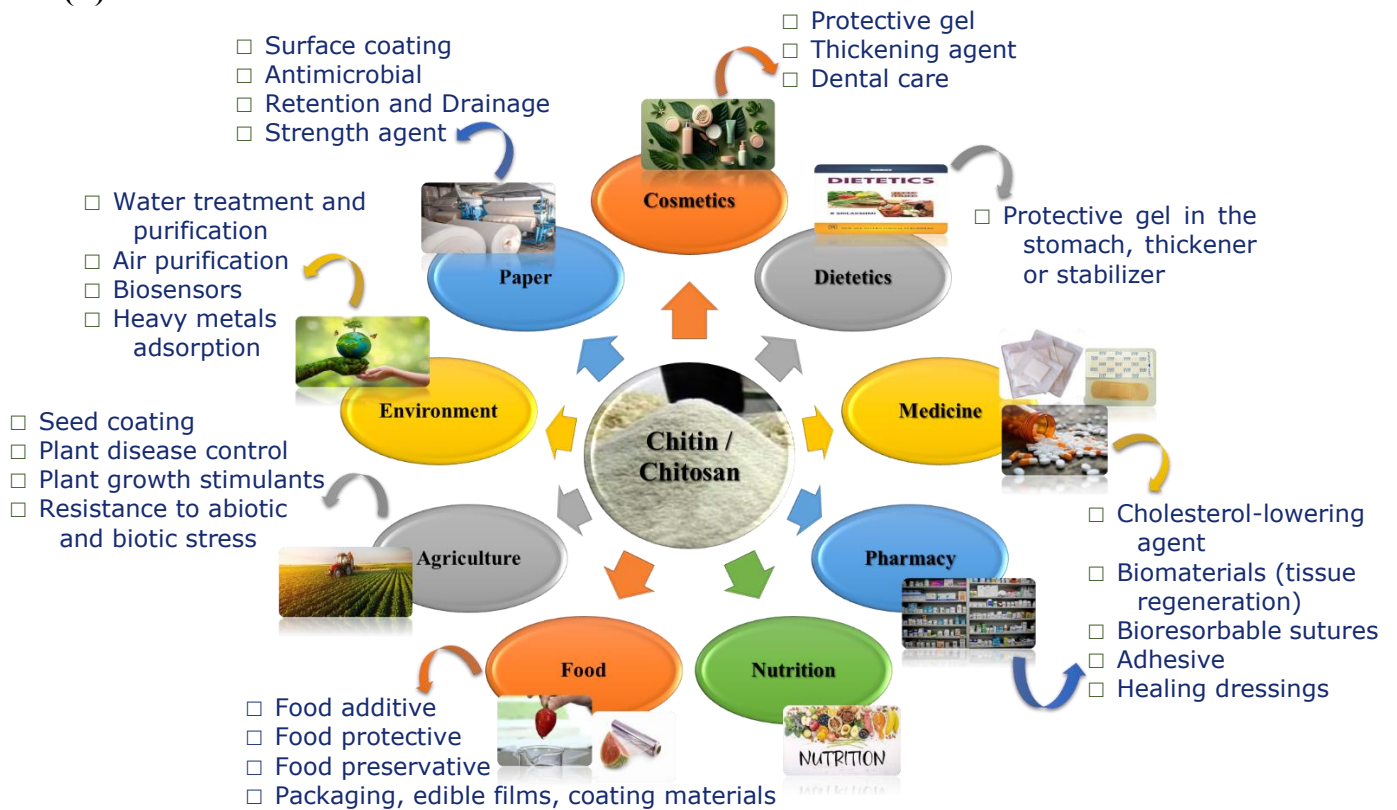 □ Protective gel
□ Thickening agent
□ Dental care
□ Surface coating
□ Antimicrobial
□ Retention and Drainage
□ Strength agent
Cosmetics
DIETETICS
□ Protective gel in the
stomach, thickener
or stabilizer
□ Water treatment and
purification
□ Air purification
□ Biosensors
□ Heavy metals
adsorption
Paper
Dietetics
Environment
Medicine
Chitin /
Chitosan
□ Seed coating
□ Plant disease control
□ Plant growth stimulants
□ Resistance to abiotic
and biotic stress
Agriculture
Pharmacy
□ Cholesterol-lowering
agent
□ Biomaterials (tissue
regeneration)
□ Bioresorbable sutures
□ Adhesive
□ Healing dressings
Food
Nutrition
NUTRITION
□ Food additive
□ Food protective
□ Food preservative
□ Packaging, edible films, coating materials